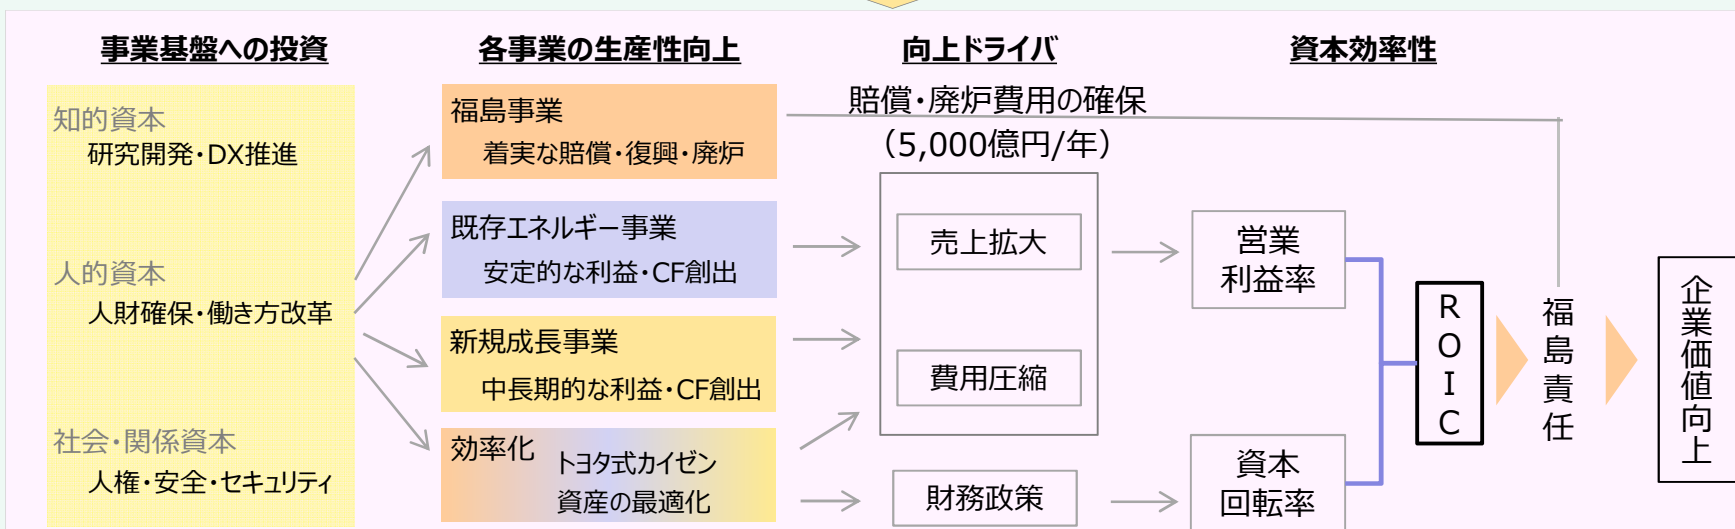 事業基盤への投資
知的資本
研究開発・DX推進
人的資本
人財確保・働き方改革
社会・関係資本
人権・安全・セキュリティ
各事業の生産性向上
福島事業
着実な賠償・復興・廃炉
既存エネルギー事業
安定的な利益・CF創出
新規成長事業
中長期的な利益・CF創出
効率化
トヨタ式カイゼン
資産の最適化
向上ドライバ
賠償・廃炉費用の確保
（5,000億円/年）
売上拡大
費用圧縮
財務政策
資本効率性
営業
利益率
資本
回転率
ROIC
福島責任
企業価値向上